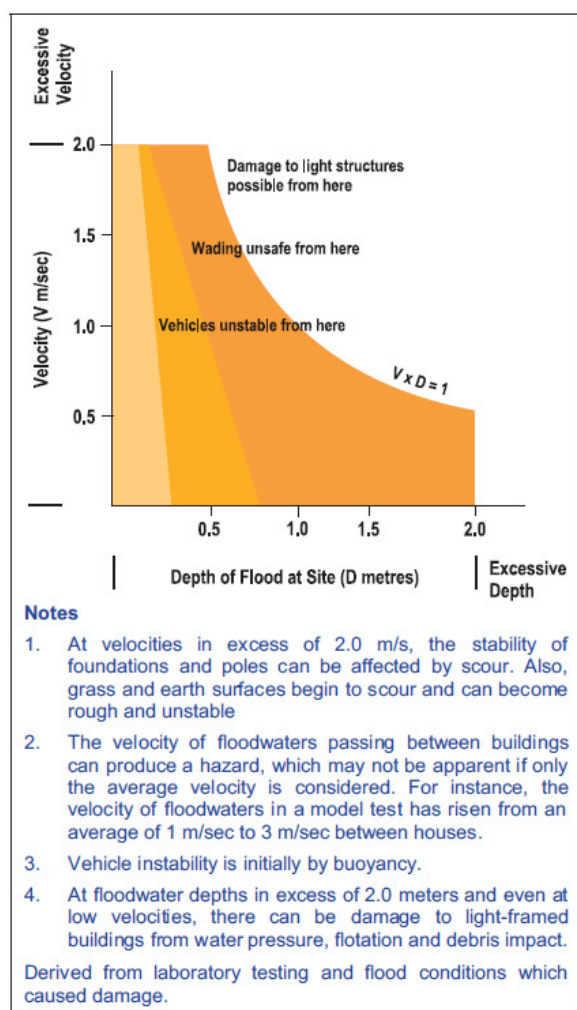 Excessive
Velocity
2.0
Damage to light structures
possible from here
1.5
Wading unsafe from here
Velocity (V m/sec)
1.0
Vehicles unstable from here
V x D = 1
0.5
0.5 1.0 1.5 2.0
Depth of Flood at Site (D metres)
Excessive
Depth
Notes
1. At velocities in excess of 2.0 m/s, the stability of
foundations and poles can be affected by scour. Also,
grass and earth surfaces begin to scour and can become
rough and unstable
2. The velocity of floodwaters passing between buildings
can produce a hazard, which may not be apparent if only
the average velocity is considered. For instance, the
velocity of floodwaters in a model test has risen from an
average of 1 m/sec to 3 m/sec between houses.
3. Vehicle instability is initially by buoyancy.
4. At floodwater depths in excess of 2.0 meters and even at
low velocities, there can be damage to light-framed
buildings from water pressure, flotation and debris impact.
Derived from laboratory testing and flood conditions which
caused damage.